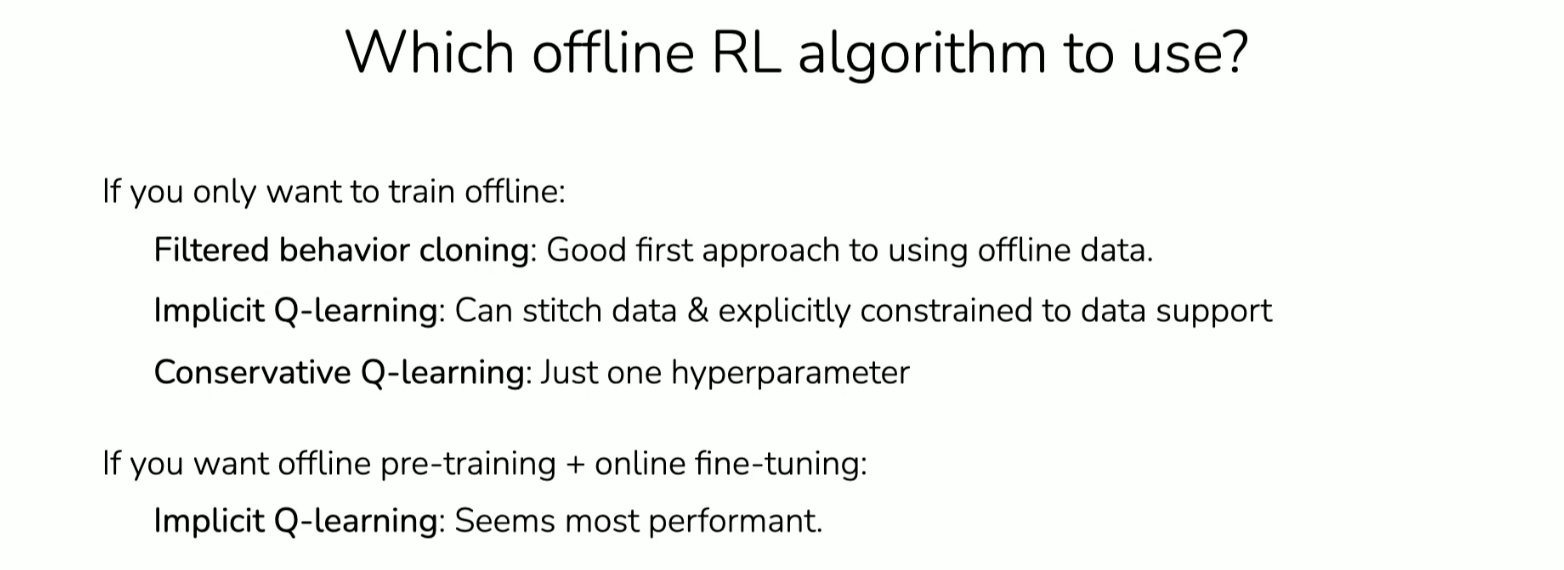 Which offline RL algorithm to use?
If you only want to train offline:
Filtered behavior cloning: Good first approach to using offline data.
Implicit Q-learning: Can stitch data & explicitly constrained to data support
Conservative Q-learning: Just one hyperparameter
If you want offline pre-training + online fine-tuning:
Implicit Q-learning: Seems most performant.